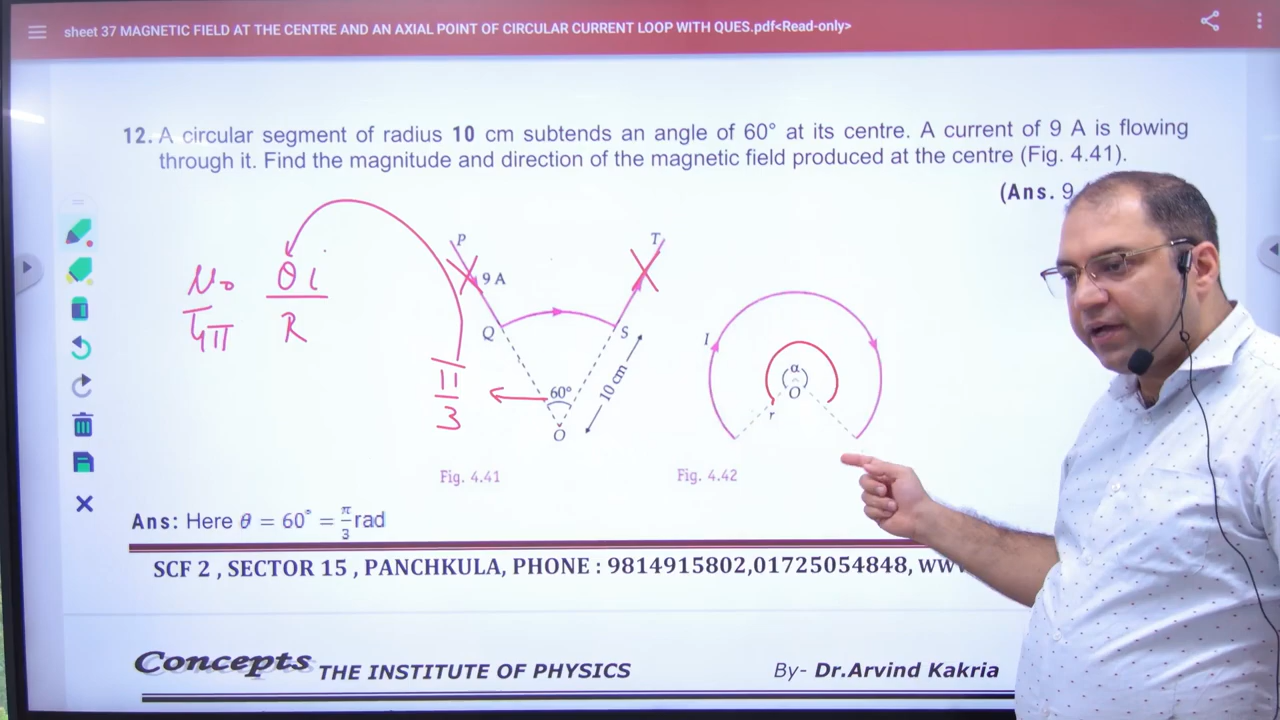 sheet 37 MAGNETIC FIELD AT THE CENTRE AND AN AXIAL POINT OF CIRCULAR CURRENT LOOP WITH QUES.pdf<Read-only>
12. A circular segment of radius 10 cm subtends an angle of 60° at its centre. A current of 9 A is flowing
through it. Find the magnitude and direction of the magnetic field produced at the centre (Fig. 4.41).
(Ans. 9
μ₀ θ I
4π R
π
3
P
T
9 A
Q
S
60°
10 cm
O
I
α
O
r
Fig. 4.41
Fig. 4.42
Ans: Here θ = 60° = π/3 rad
SCF 2 , SECTOR 15 , PANCHKULA, PHONE : 9814915802,01725054848,
Concepts THE INSTITUTE OF PHYSICS
By- Dr.Arvind Kakria